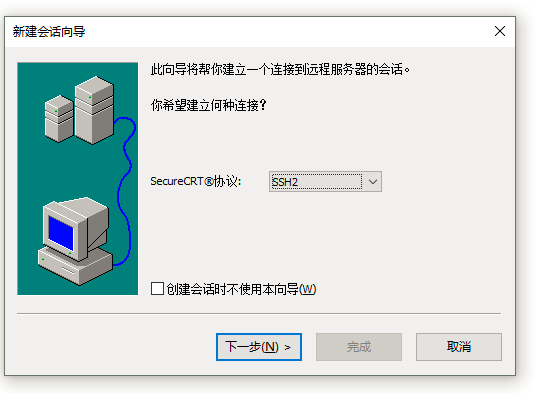 新建会话向导
此向导将帮你建立一个连接到远程服务器的会话。
你希望建立何种连接？
SecureCRT®协议: SSH2
创建会话时不使用本向导(W)
下一步(N) > 完成 取消